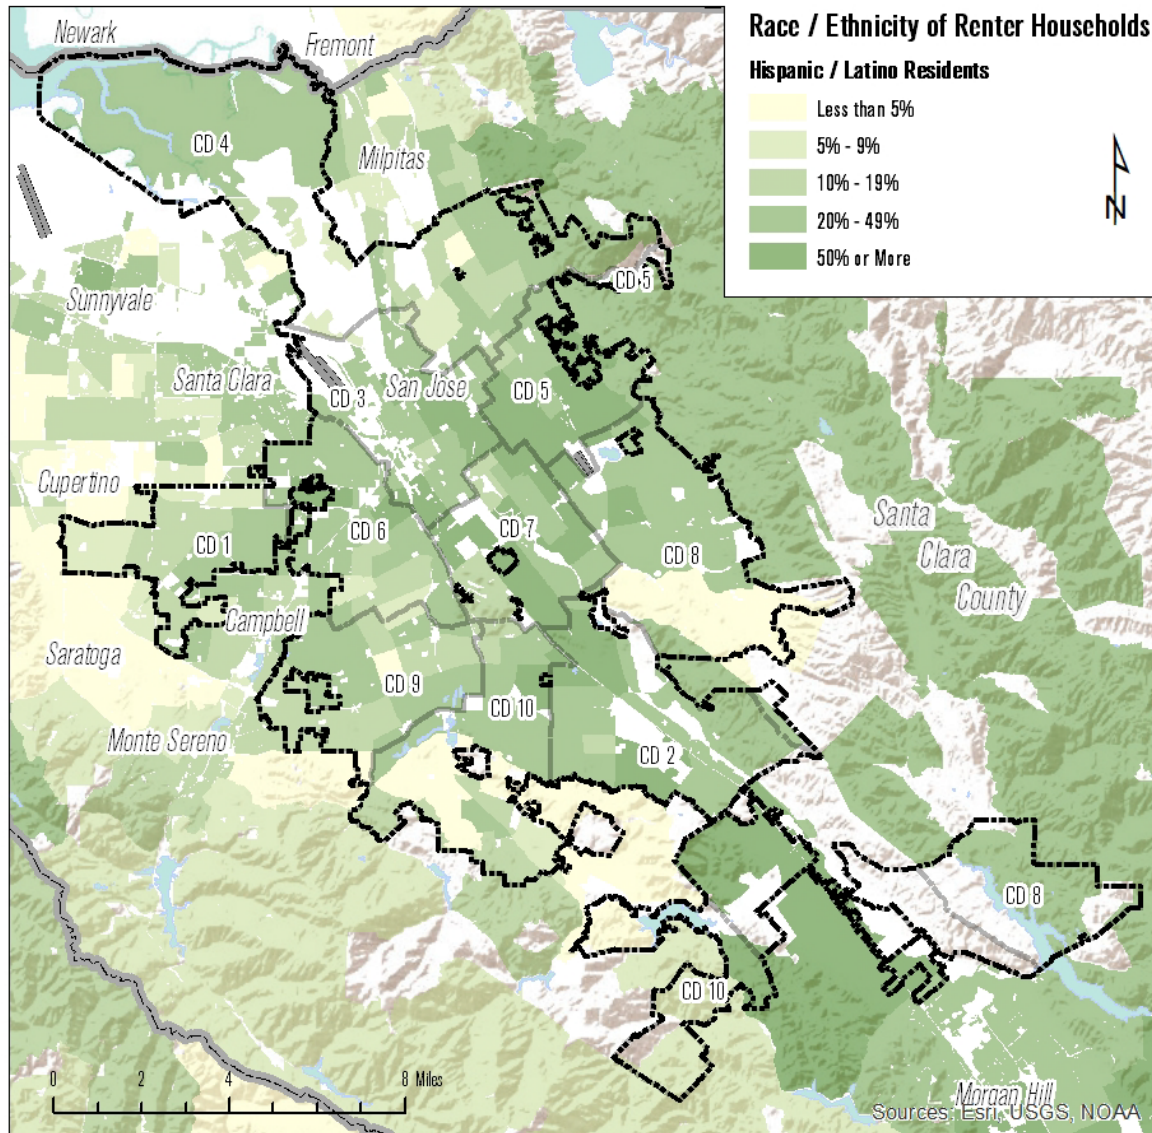 Race / Ethnicity of Renter Households
Hispanic / Latino Residents
Less than 5%
5% - 9%
10% - 19%
20% - 49%
50% or More
N
Newark
Fremont
CD 4
Milpitas
CD 5
Sunnyvale
Santa Clara
CD 3
San Jose
CD 5
Cupertino
Santa
Clara
County
CD 6
CD 7
CD 1
CD 8
Campbell
Saratoga
CD 9
CD 10
Monte Sereno
CD 2
CD 8
CD 10
0 2 4 8 Miles
Morgan Hill
Sources: Esri, USGS, NOAA